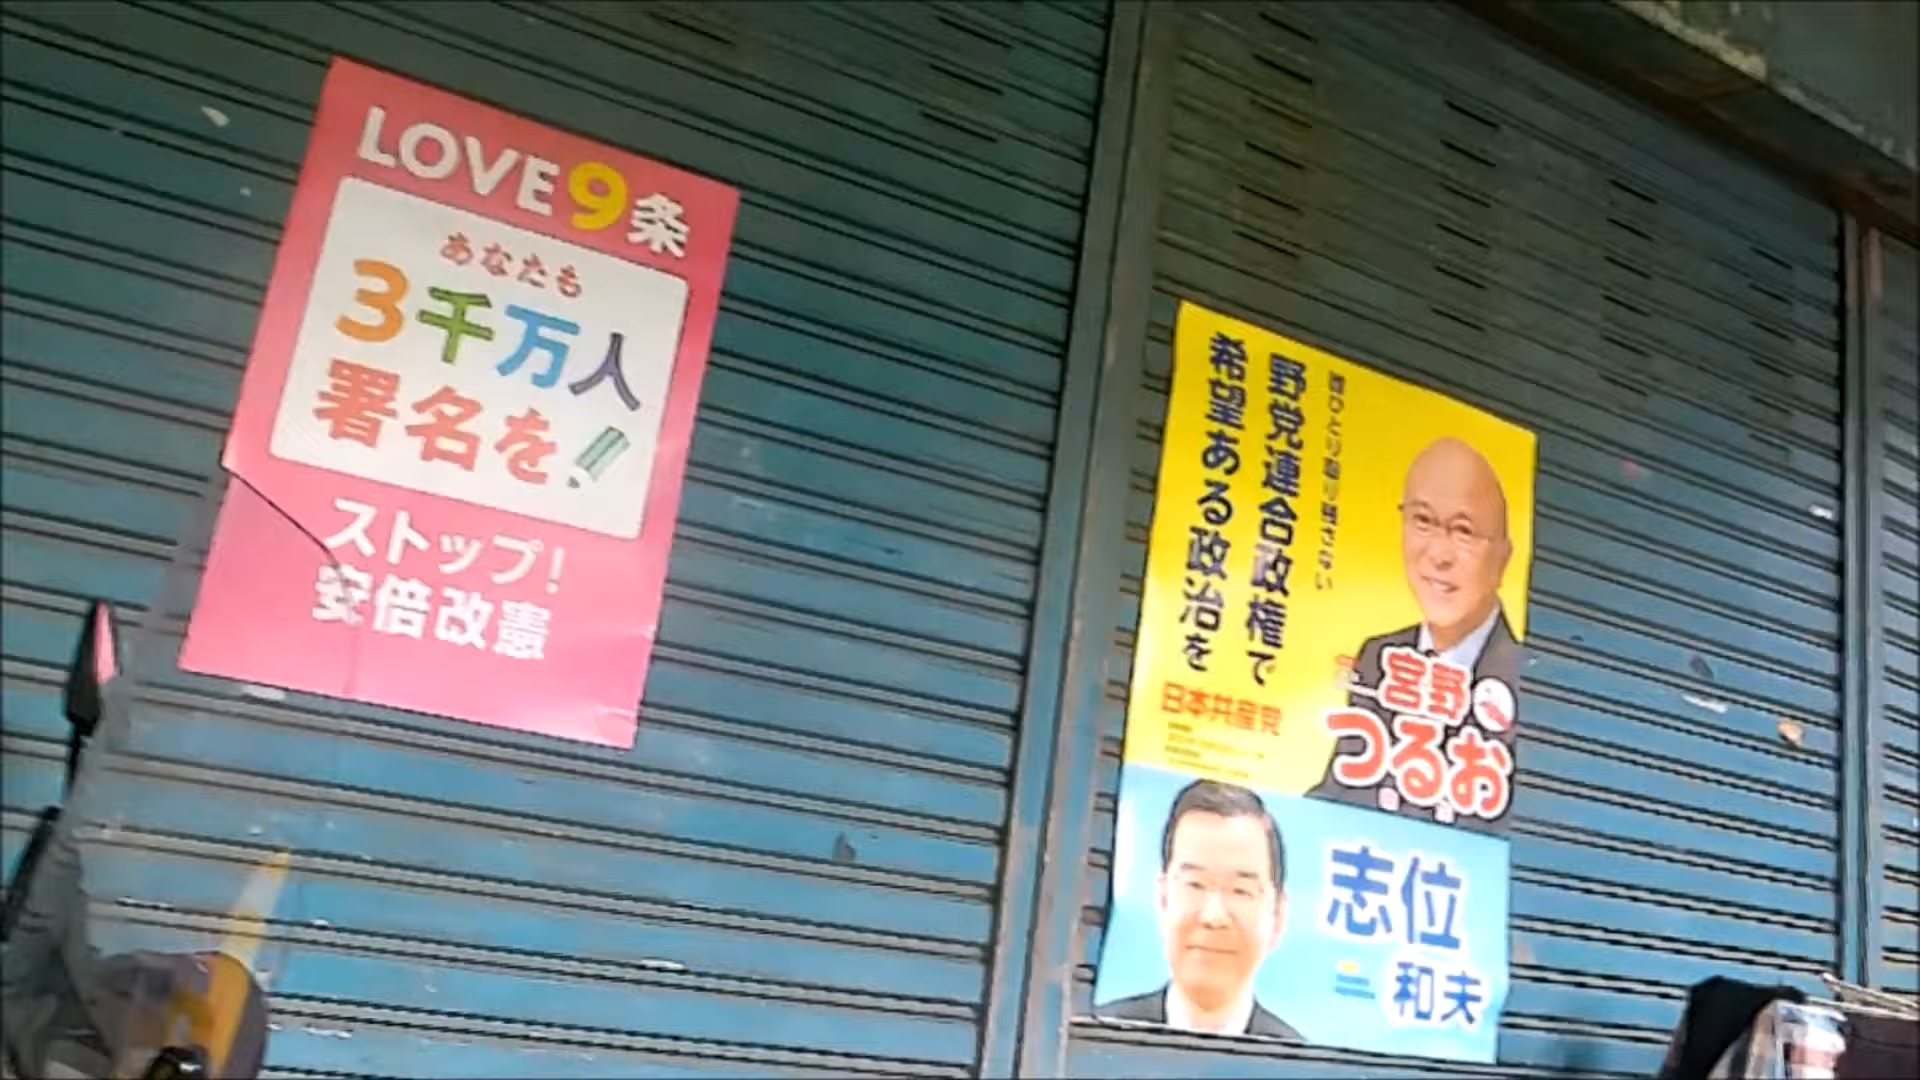 LOVE9条
あなたも
3千万人
署名を!
ストップ!
安倍改憲
野党連合政権で
希望ある政治を
日本共産党
宮野
つるお
志位
和夫